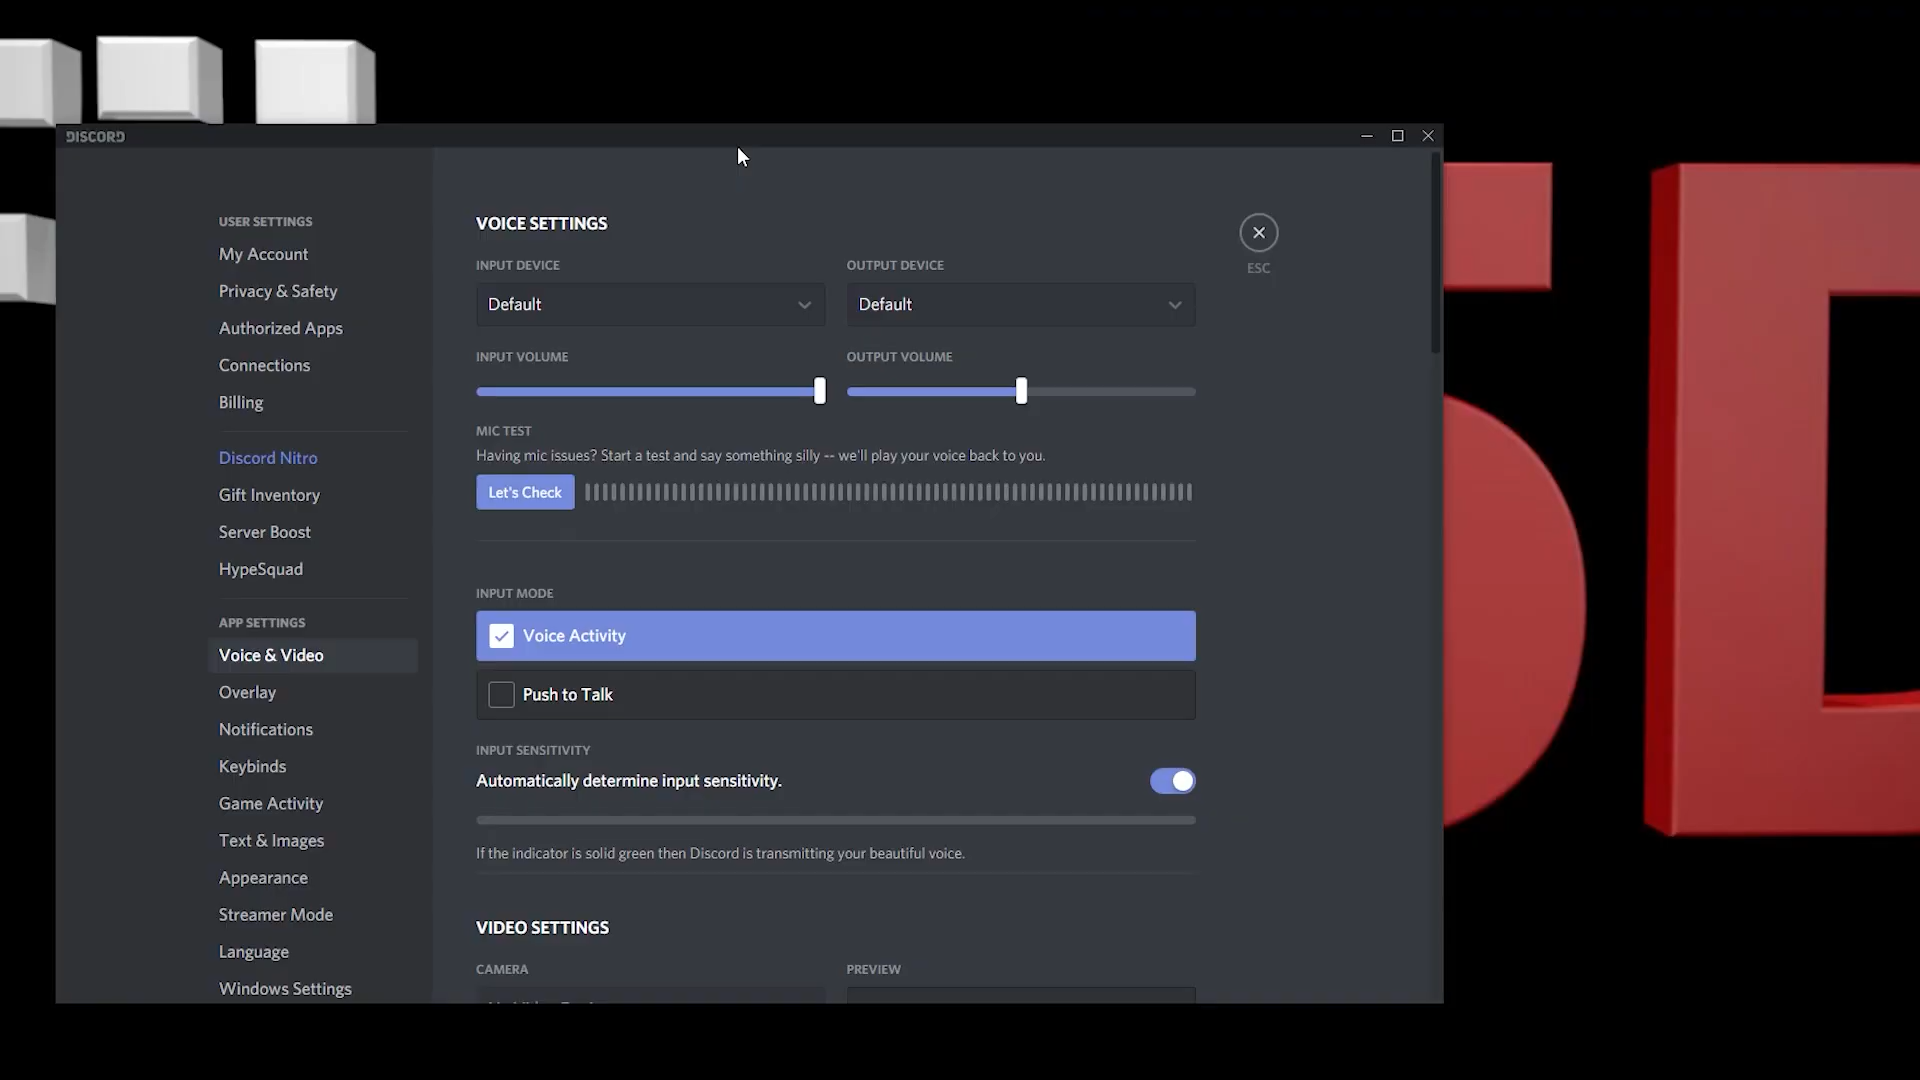 DISCORD
USER SETTINGS
My Account
Privacy & Safety
Authorized Apps
Connections
Billing
Discord Nitro
Gift Inventory
Server Boost
HypeSquad
APP SETTINGS
Voice & Video
Overlay
Notifications
Keybinds
Game Activity
Text & Images
Appearance
Streamer Mode
Language
Windows Settings
VOICE SETTINGS
ESC
INPUT DEVICE
OUTPUT DEVICE
Default
Default
INPUT VOLUME
OUTPUT VOLUME
MIC TEST
Having mic issues? Start a test and say something silly -- we'll play your voice back to you.
Let's Check
INPUT MODE
Voice Activity
Push to Talk
INPUT SENSITIVITY
Automatically determine input sensitivity.
If the indicator is solid green then Discord is transmitting your beautiful voice.
VIDEO SETTINGS
CAMERA
PREVIEW